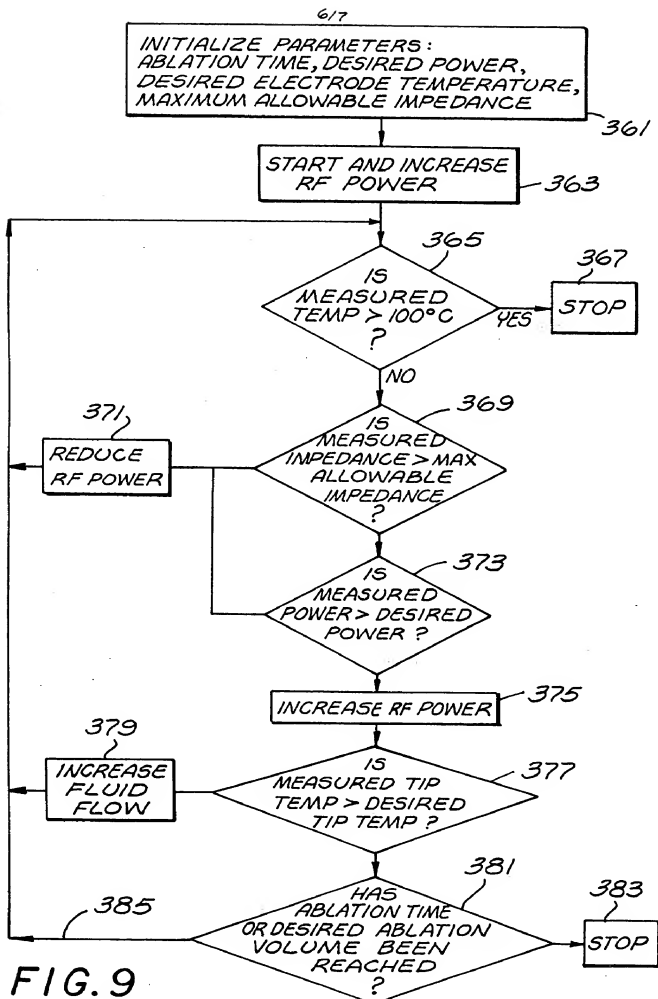 6/7
INITIALIZE PARAMETERS:
ABLATION TIME, DESIRED POWER,
DESIRED ELECTRODE TEMPERATURE,
MAXIMUM ALLOWABLE IMPEDANCE
361
START AND INCREASE
RF POWER
363
365
IS
MEASURED
TEMP > 100°C
?
YES
367
STOP
NO
369
IS
MEASURED
IMPEDANCE > MAX
ALLOWABLE
IMPEDANCE
?
371
REDUCE
RF POWER
373
IS
MEASURED
POWER > DESIRED
POWER ?
INCREASE RF POWER
375
377
IS
MEASURED TIP
TEMP > DESIRED
TIP TEMP ?
379
INCREASE
FLUID
FLOW
381
HAS
ABLATION TIME
OR DESIRED ABLATION
VOLUME BEEN
REACHED
?
383
STOP
385
FIG. 9